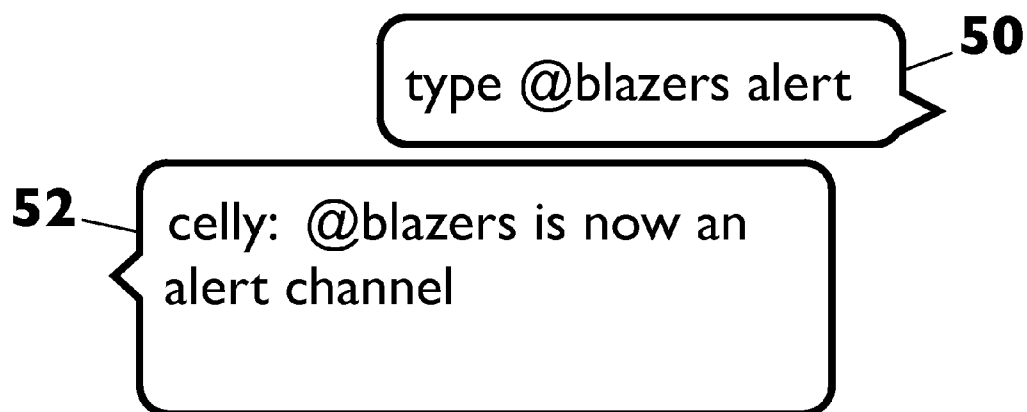 50
type @blazers alert
52
celly: @blazers is now an
alert channel